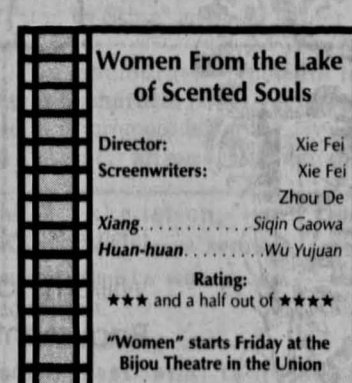 Women From the Lake
of Scented Souls
Director: Xie Fei
Screenwriters: Xie Fei
Zhou De
Xiang. . . . . . . . . . . . Siqin Gaowa
Huan-huan. . . . . . . . . Wu Yujuan
Rating:
★★★ and a half out of ★★★★
"Women" starts Friday at the
Bijou Theatre in the Union